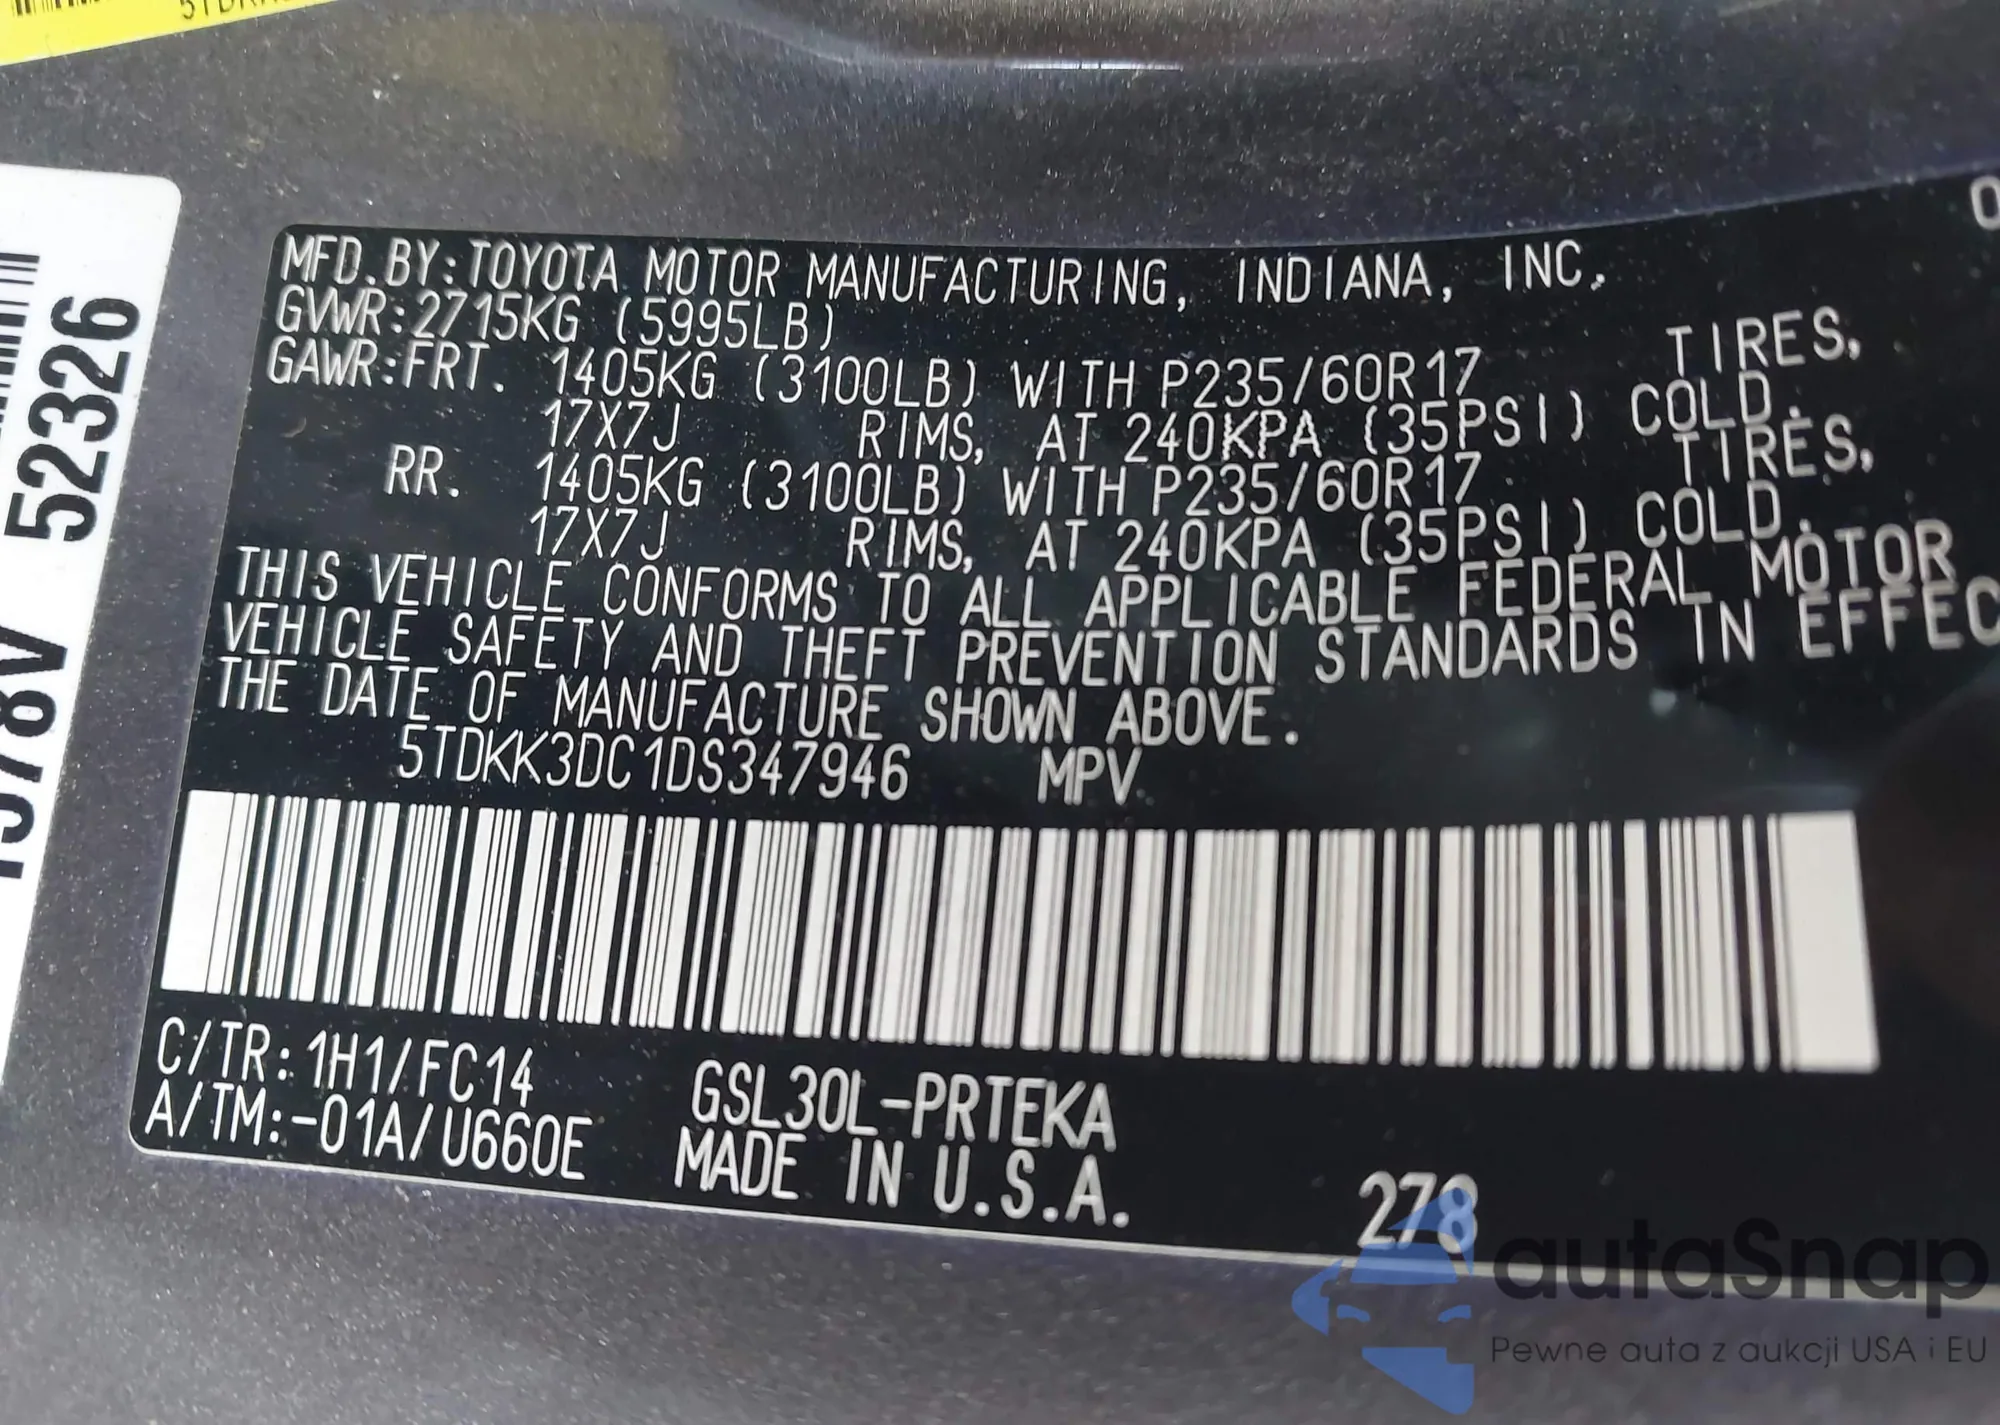 52326
MFD.BY:TOYOTA MOTOR MANUFACTURING, INDIANA, INC.
GVWR:2715KG (5995LB)
GAWR:FRT. 1405KG (3100LB) WITH P235/60R17 TIRES,
17X7J RIMS, AT 240KPA (35PSI) COLD.
RR. 1405KG (3100LB) WITH P235/60R17 TIRES,
17X7J RIMS, AT 240KPA (35PSI) COLD.
THIS VEHICLE CONFORMS TO ALL APPLICABLE FEDERAL MOTOR
VEHICLE SAFETY AND THEFT PREVENTION STANDARDS IN EFFEC
THE DATE OF MANUFACTURE SHOWN ABOVE.
5TDKK3DC1DS347946 MPV
C/TR:1H1/FC14
A/TM:-01A/U660E
GSL30L-PRTEKA
MADE IN U.S.A.
278
autaSnap
Pewne auta z aukcji USA i EU